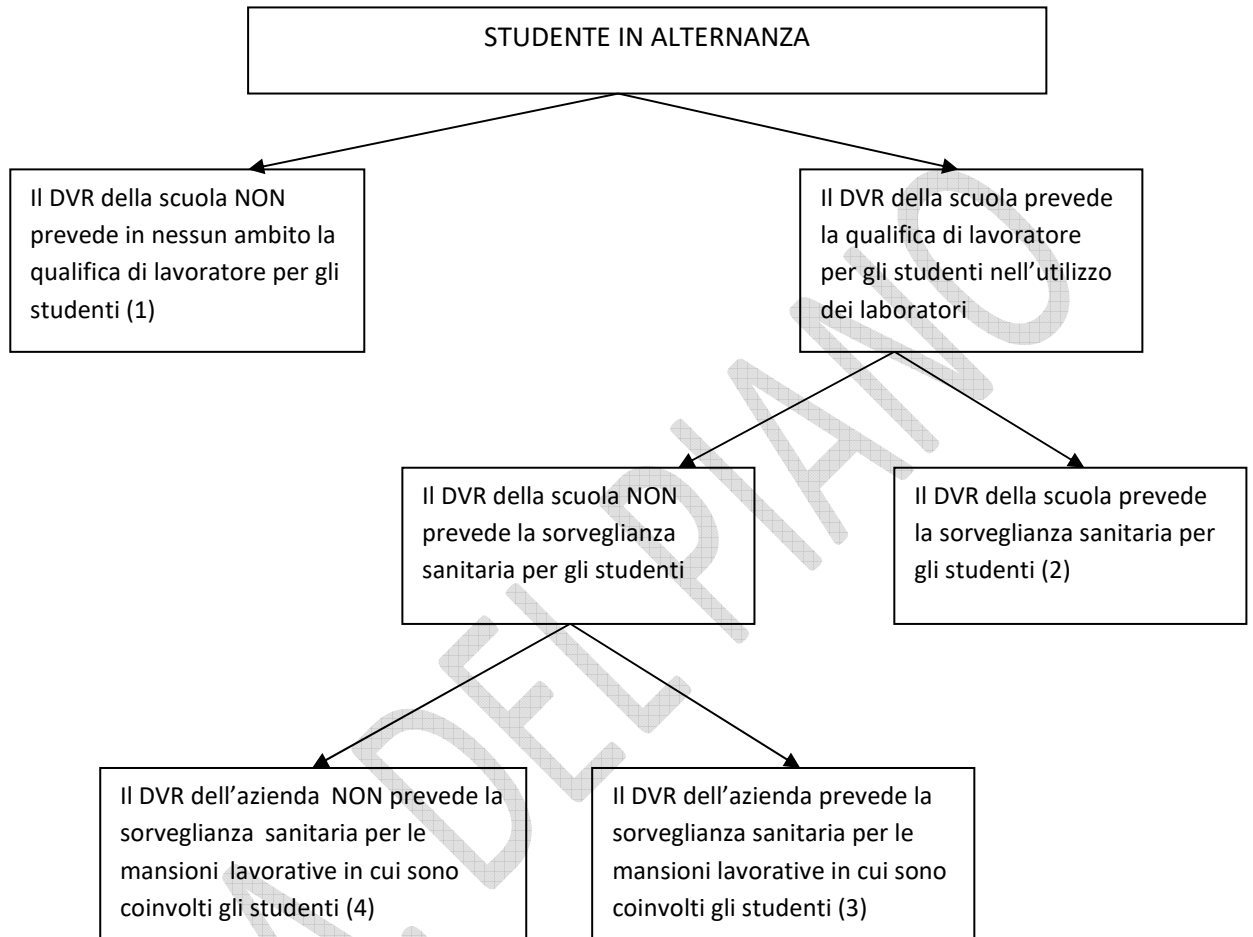 STUDENTE IN ALTERNANZA
Il DVR della scuola NON
prevede in nessun ambito la
qualifica di lavoratore per gli
studenti (1)
Il DVR della scuola prevede
la qualifica di lavoratore
per gli studenti nell’utilizzo
dei laboratori
Il DVR della scuola NON
prevede la sorveglianza
sanitaria per gli studenti
Il DVR della scuola prevede
la sorveglianza sanitaria per
gli studenti (2)
Il DVR dell’azienda NON prevede la
sorveglianza sanitaria per le
mansioni lavorative in cui sono
coinvolti gli studenti (4)
Il DVR dell’azienda prevede la
sorveglianza sanitaria per le
mansioni lavorative in cui sono
coinvolti gli studenti (3)
DEL PIANO